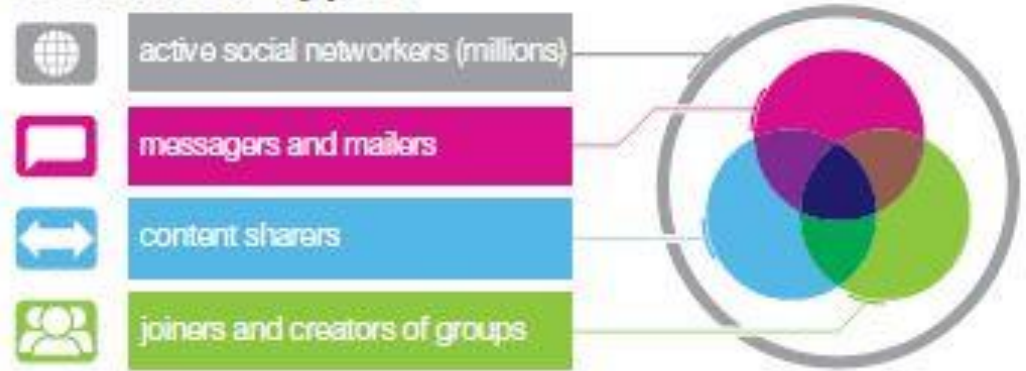 active social networkers (millions)
messagers and mailers
content sharers
joiners and creators of groups